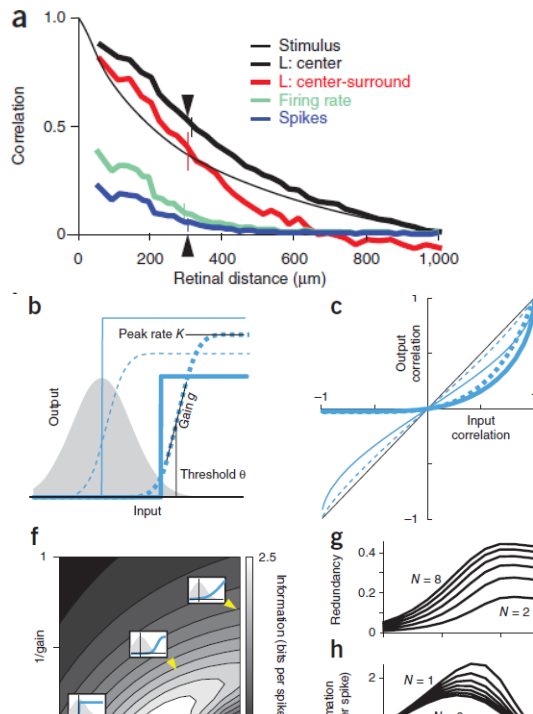 a
1.0
0.5
0
Correlation
Stimulus
L: center
L: center-surround
Firing rate
Spikes
0
200
400
600
800
1,000
Retinal distance (μm)
b
Output
Peak rate K
Gain g
Threshold θ
Input
c
1
Output
correlation
–1
1
Input
correlation
–1
f
1
1/gain
2.5
Information (bits per spike
g
Redundancy
0.4
0.2
0
N = 8
N = 2
h
2
N = 1